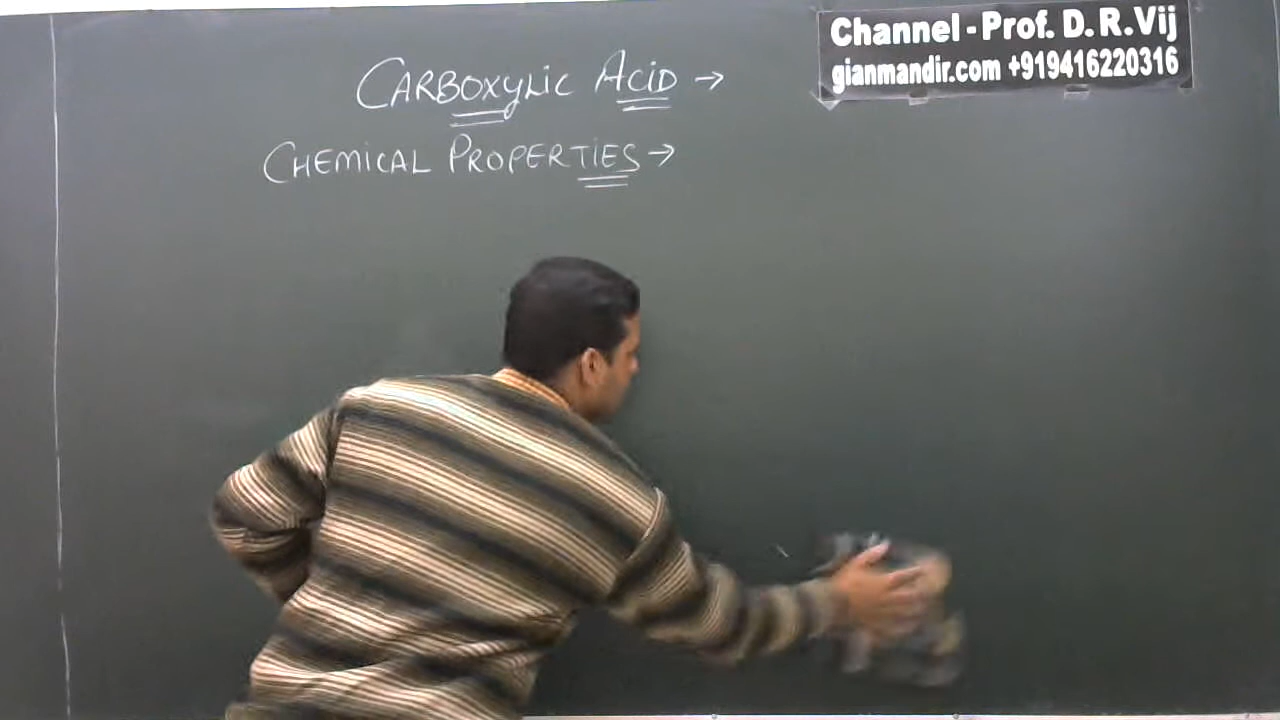 Channel - Prof. D. R. Vij
gianmandir.com +919416220316
CARBOXYLIC ACID →
CHEMICAL PROPERTIES →